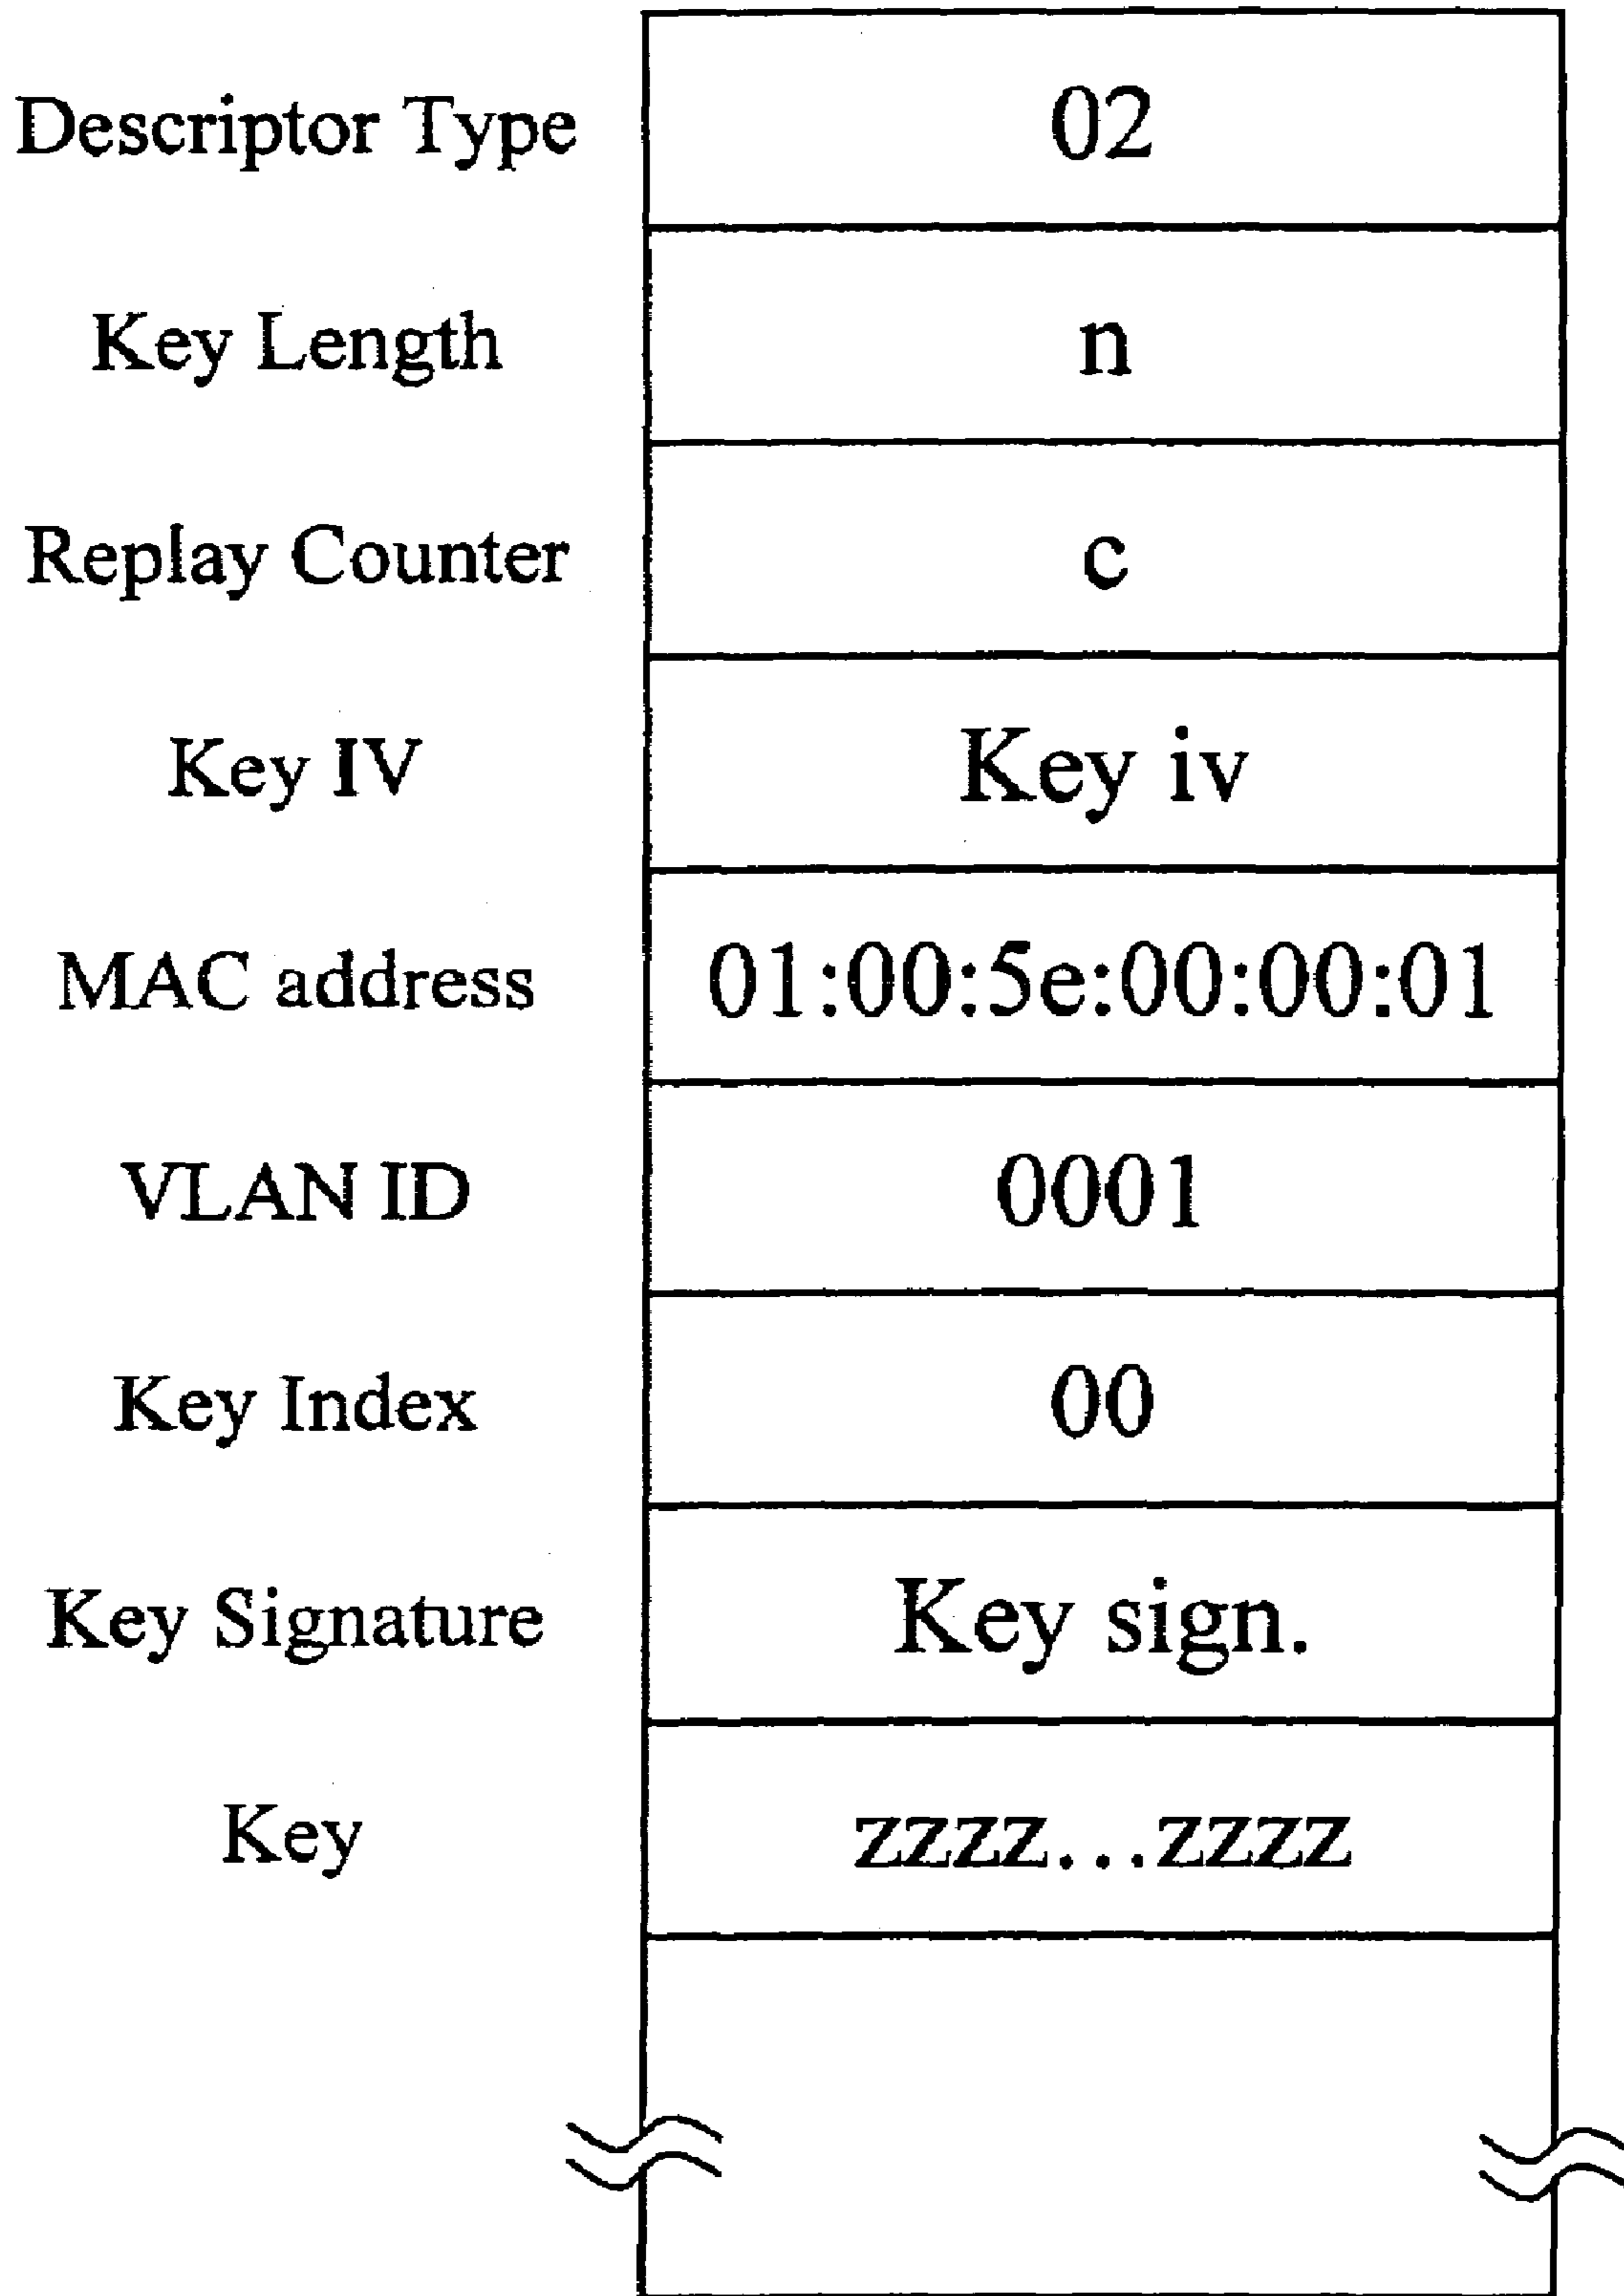 Descriptor Type 02
Key Length n
Replay Counter c
Key IV Key iv
MAC address 01:00:5e:00:00:01
VLAN ID 0001
Key Index 00
Key Signature Key sign.
Key zzzz...zzzz